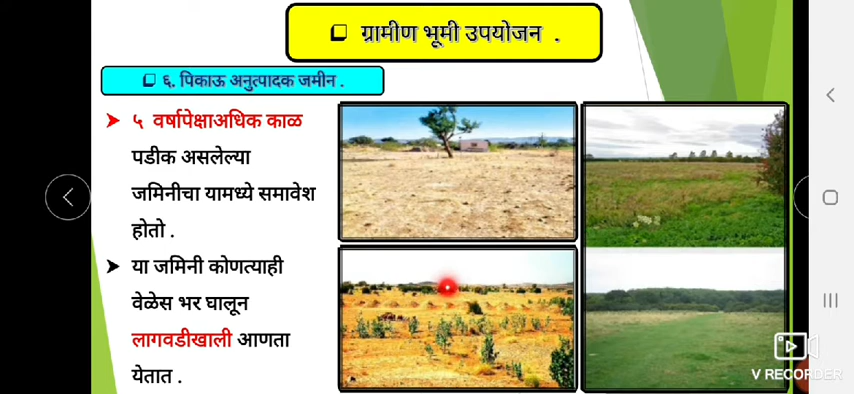 ❑ ग्रामीण भूमी उपयोजन .
❑ ६. पिकाऊ अनुत्पादक जमीन .
➤ ५ वर्षापेक्षाअधिक काळ
पडीक असलेल्या
जमिनीचा यामध्ये समावेश
होतो .
➤ या जमिनी कोणत्याही
वेळेस भर घालून
लागवडीखाली आणता
येतात .
V RECORDER